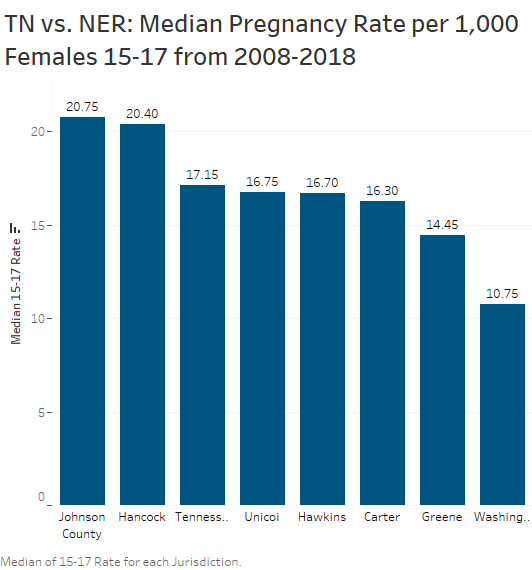 TN vs. NER: Median Pregnancy Rate per 1,000
Females 15-17 from 2008-2018
20.75
20.40
17.15
16.75
16.70
16.30
14.45
10.75
20
15
10
5
0
Median 15-17 Rate
Johnson County
Hancock
Tenness..
Unicoi
Hawkins
Carter
Greene
Washing..
Median of 15-17 Rate for each Jurisdiction.